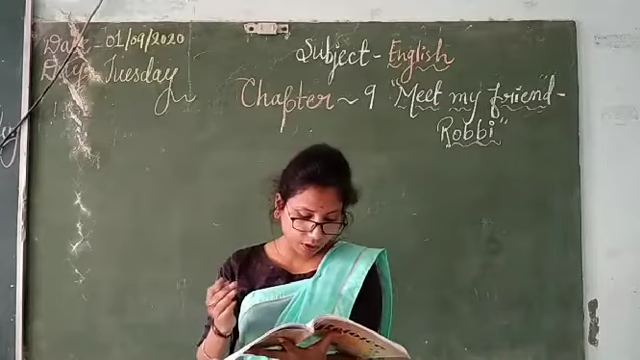 Date - 01/09/2020
Day - Tuesday
Subject - English
Chapter ~ 9 "Meet my friend -
Robbi"